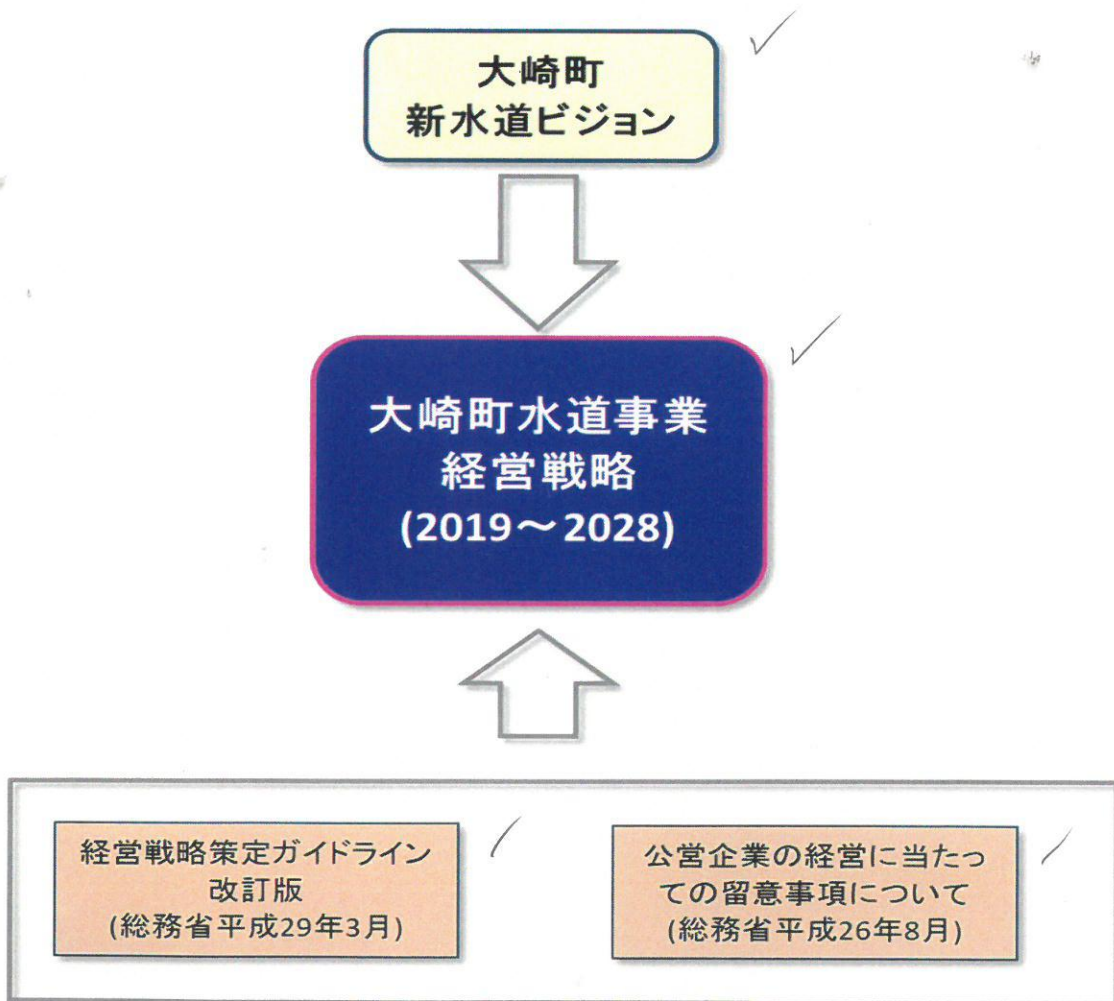 大崎町
新水道ビジョン
大崎町水道事業
経営戦略
(2019～2028)
経営戦略策定ガイドライン
改訂版
(総務省平成29年3月)
公営企業の経営に当たっ
ての留意事項について
(総務省平成26年8月)